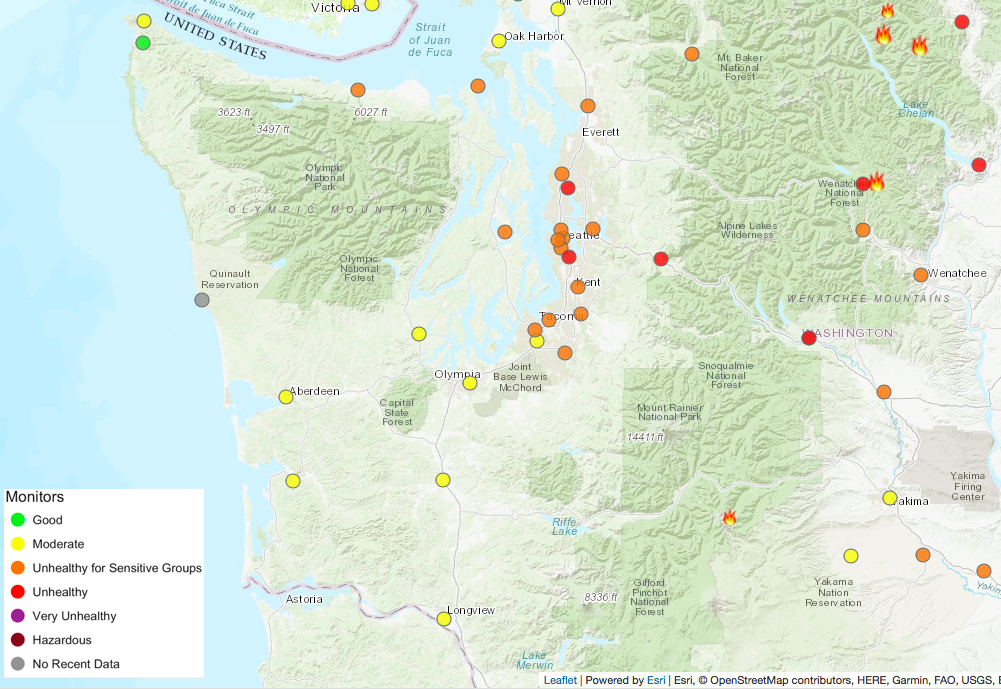 Victoria
Mt Vernon
Strait
of Juan
de Fuca
Oak Harbor
UNITED STATES
de Fuca Strait
Détroit de Juan de Fuca
Mt. Baker
National
Forest
3623 ft
6027 ft
3497 ft
Lake
Chelan
Everett
Olympic
National
Park
OLYMPIC MOUNTAINS
Wenatchee
National
Forest
Seattle
Alpine Lakes
Wilderness
Olympic
National
Forest
Quinault
Reservation
Kent
Wenatchee
WENATCHEE MOUNTAINS
Tacoma
WASHINGTON
Olympia
Joint
Base Lewis
McChord
Snoqualmie
National
Forest
Aberdeen
Capital
State
Forest
Mount Rainier
National Park
14411 ft
Yakima
Firing
Center
Yakima
Riffe
Lake
Monitors
Good
Moderate
Unhealthy for Sensitive Groups
Unhealthy
Very Unhealthy
Hazardous
No Recent Data
Astoria
Longview
Gifford
Pinchot
National
Forest
8336 ft
Yakama
Nation
Reservation
Lake
Merwin
Leaflet | Powered by Esri | Esri, © OpenStreetMap contributors, HERE, Garmin, FAO, USGS, E